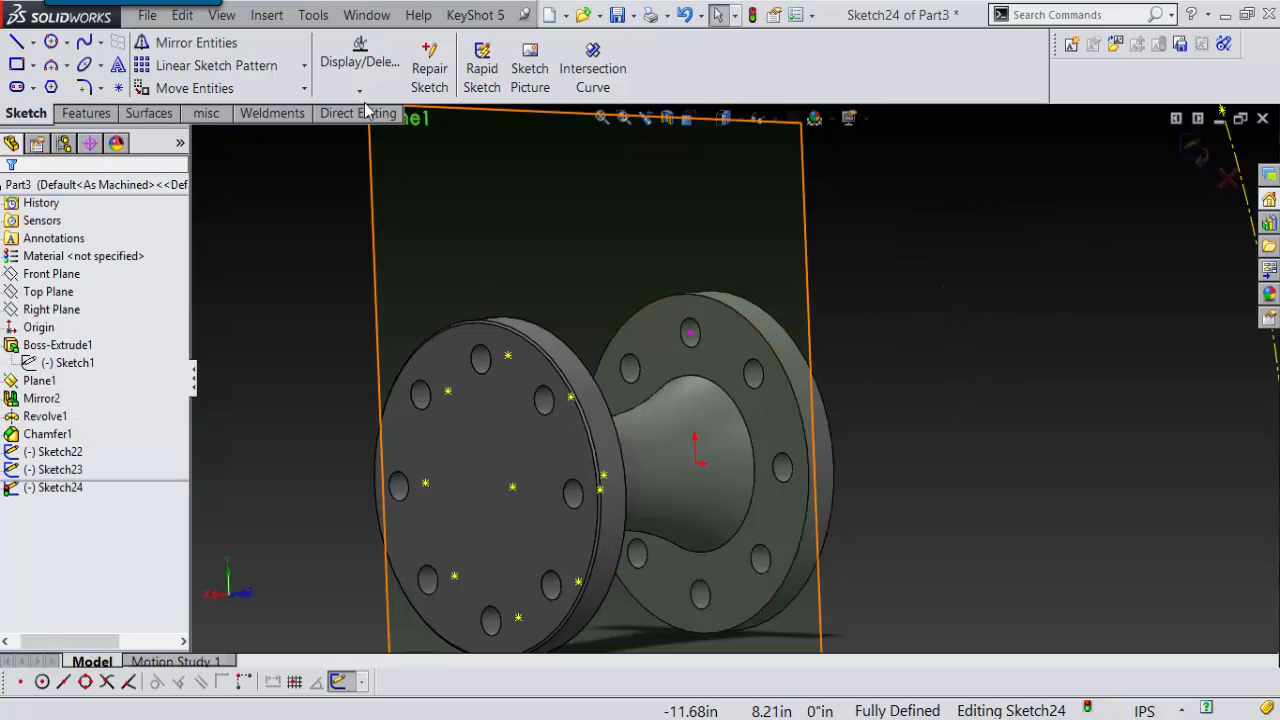 SOLIDWORKS File Edit View Insert Tools Window Help KeyShot 5 Sketch24 of Part3 * Search Commands
Mirror Entities
Linear Sketch Pattern
Move Entities
Display/Dele...
Repair
Sketch
Rapid
Sketch
Sketch
Picture
Intersection
Curve
Sketch Features Surfaces misc Weldments Direct Editing
Part3 (Default<As Machined><<Def
History
Sensors
Annotations
Material <not specified>
Front Plane
Top Plane
Right Plane
Origin
Boss-Extrude1
(-) Sketch1
Plane1
Mirror2
Revolve1
Chamfer1
(-) Sketch22
(-) Sketch23
(-) Sketch24
Y
X
Z
Model Motion Study 1
-11.68in 8.21in 0"in Fully Defined Editing Sketch24 IPS